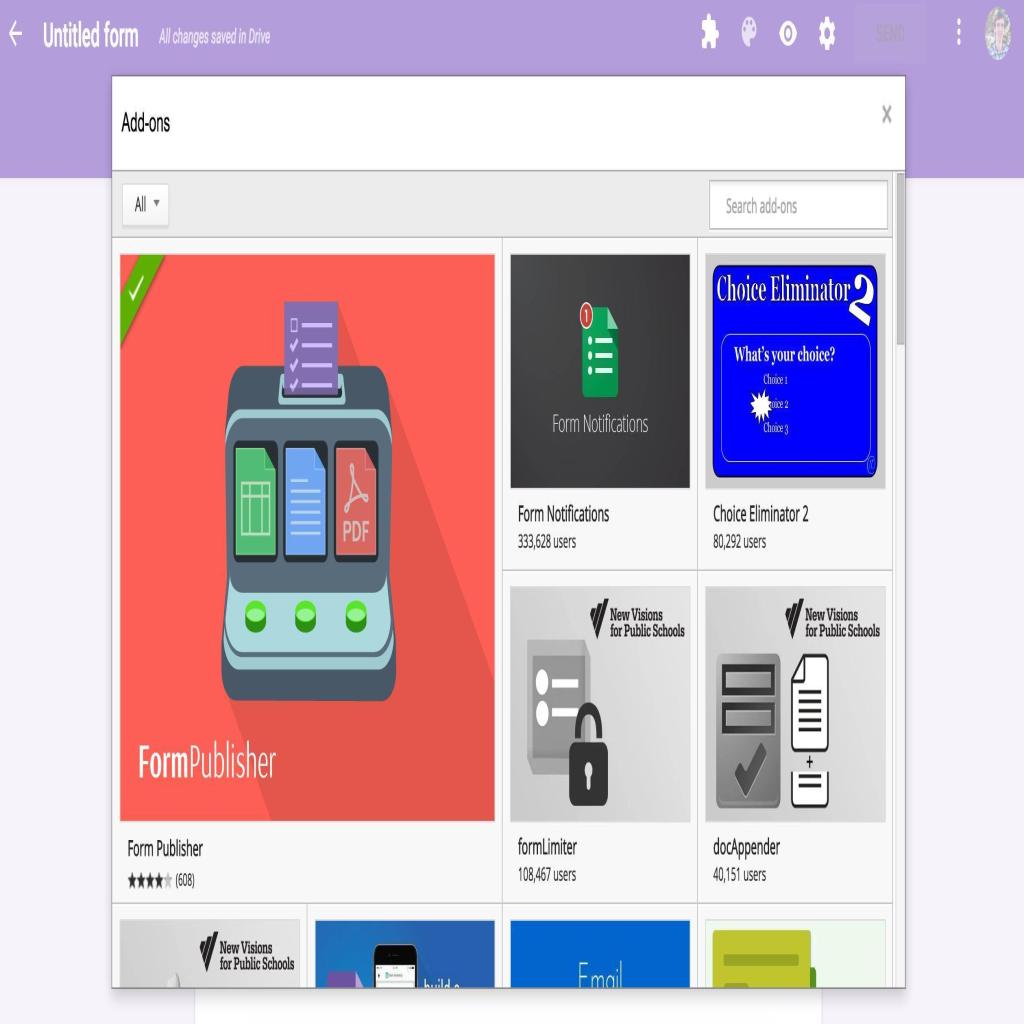 Untitled form
All changes saved in Drive
SEND
Add-ons
All
Search add-ons
PDF
FormPublisher
Form Publisher
(608)
1
Form Notifications
Form Notifications
333,628 users
Choice Eliminator 2
What's your choice?
Choice 1
oice 2
Choice 3
Choice Eliminator 2
80,292 users
New Visions
for Public Schools
formLimiter
108,467 users
New Visions
for Public Schools
+
docAppender
40,151 users
New Visions
for Public Schools
build a
Email